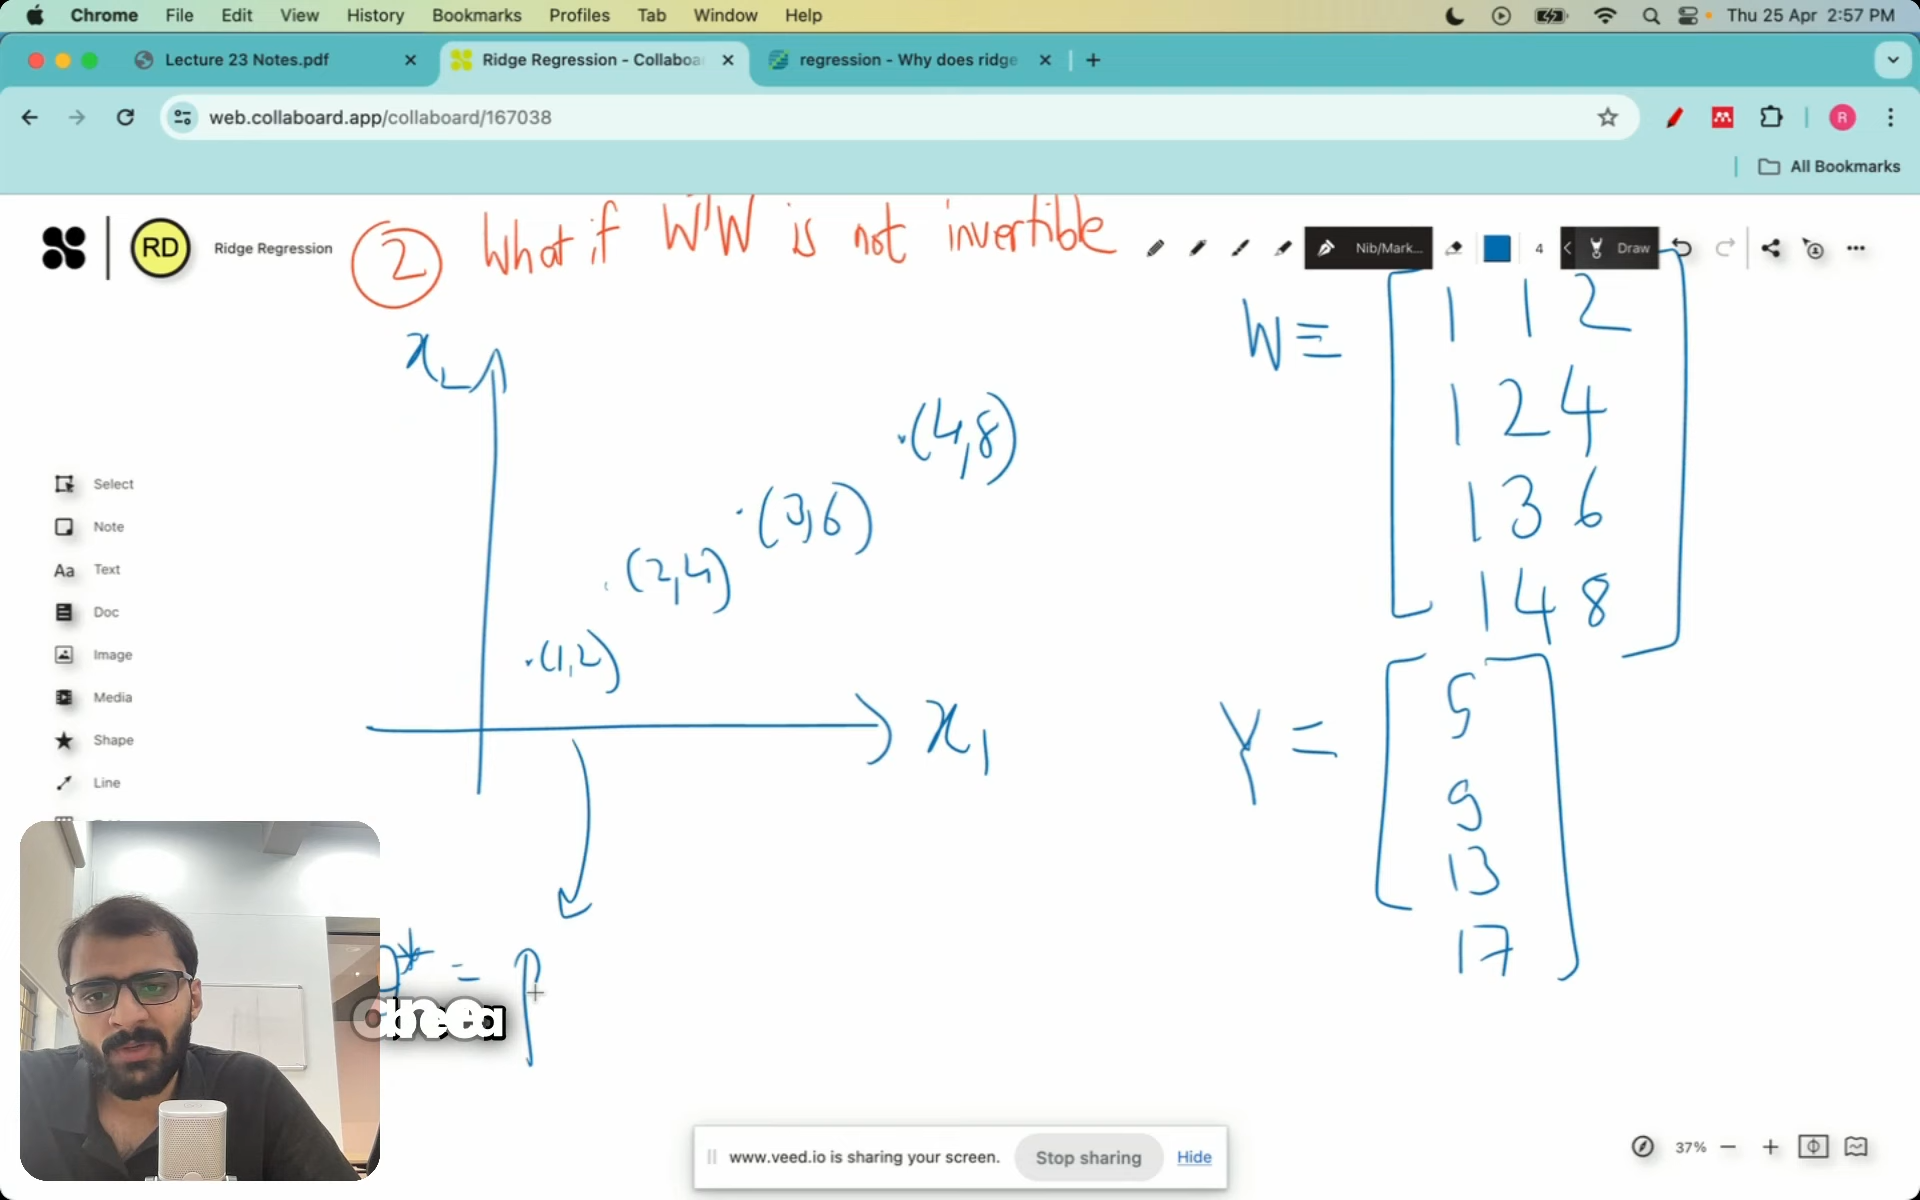 Chrome File Edit View History Bookmarks Profiles Tab Window Help Thu 25 Apr 2:57 PM
Lecture 23 Notes.pdf Ridge Regression - Collaboa regression - Why does ridge
web.collaboard.app/collaboard/167038 R
All Bookmarks
RD Ridge Regression Nib/Mark... 4 Draw
2 What if WᵀW is not invertible
W ≡ 1 1 2
1 2 4
1 3 6
1 4 8
x₂
.(4,8)
.(3,6)
.(2,4)
.(1,2)
x₁
Select
Note
Text
Doc
Image
Media
Shape
Line
Y =
5
9
13
17
* =
www.veed.io is sharing your screen. Stop sharing Hide
37%